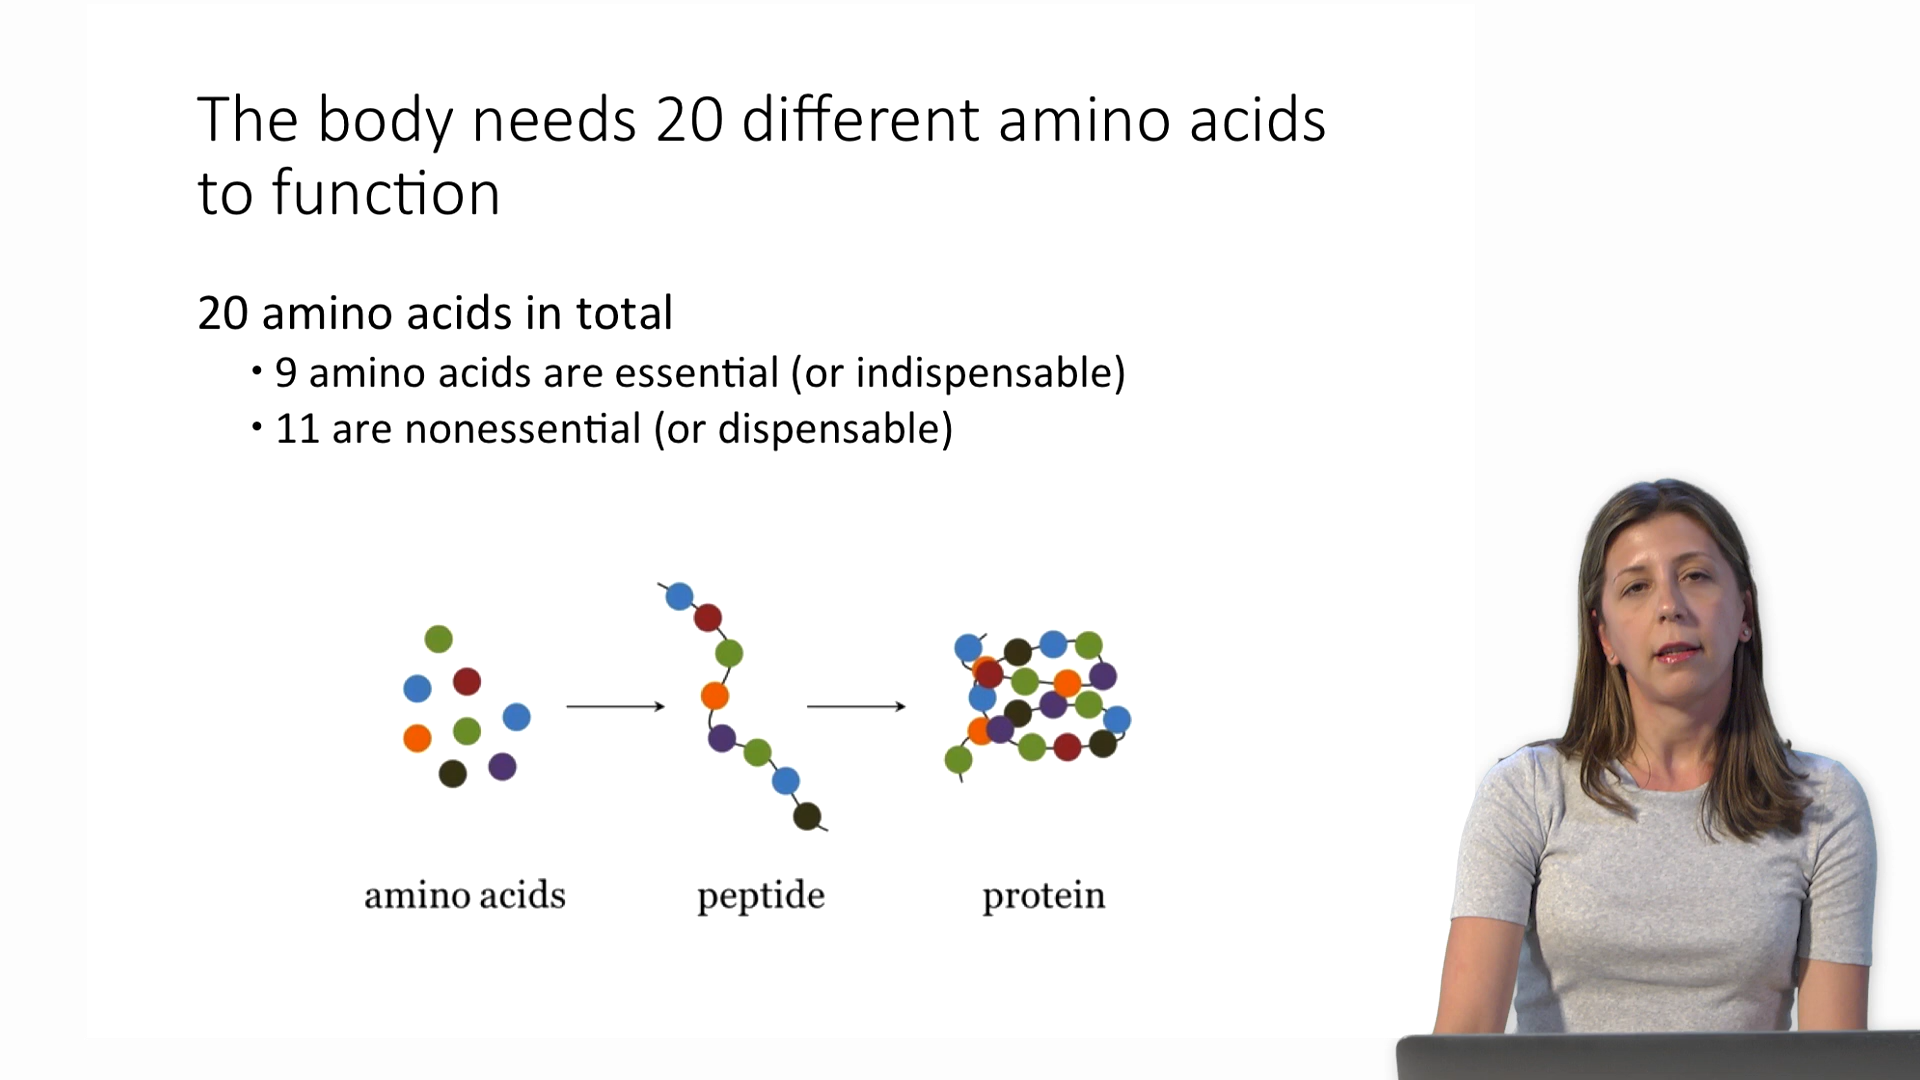 The body needs 20 different amino acids
to function
20 amino acids in total
• 9 amino acids are essential (or indispensable)
• 11 are nonessential (or dispensable)
amino acids
peptide
protein